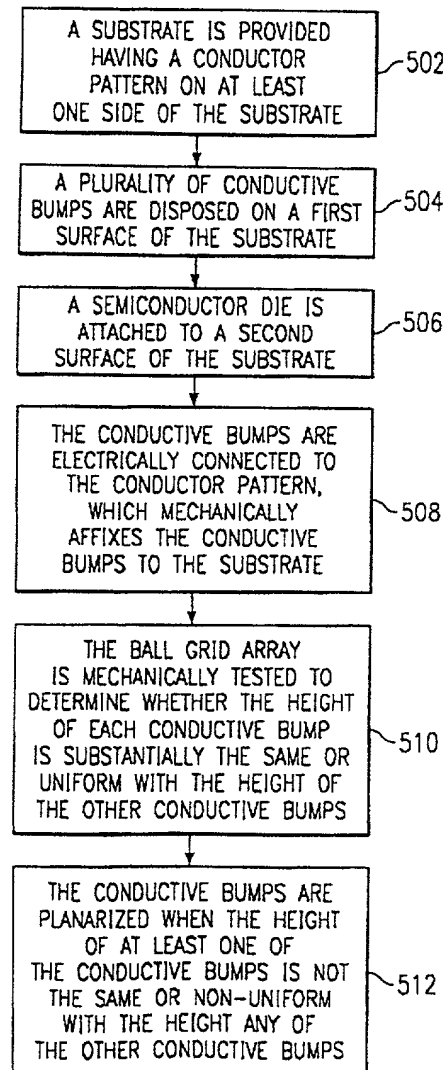 A SUBSTRATE IS PROVIDED
HAVING A CONDUCTOR
PATTERN ON AT LEAST
ONE SIDE OF THE SUBSTRATE
502
A PLURALITY OF CONDUCTIVE
BUMPS ARE DISPOSED ON A FIRST
SURFACE OF THE SUBSTRATE
504
A SEMICONDUCTOR DIE IS
ATTACHED TO A SECOND
SURFACE OF THE SUBSTRATE
506
THE CONDUCTIVE BUMPS ARE
ELECTRICALLY CONNECTED TO
THE CONDUCTOR PATTERN,
WHICH MECHANICALLY
AFFIXES THE CONDUCTIVE
BUMPS TO THE SUBSTRATE
508
THE BALL GRID ARRAY
IS MECHANICALLY TESTED TO
DETERMINE WHETHER THE HEIGHT
OF EACH CONDUCTIVE BUMP
IS SUBSTANTIALLY THE SAME OR
UNIFORM WITH THE HEIGHT OF
THE OTHER CONDUCTIVE BUMPS
510
THE CONDUCTIVE BUMPS ARE
PLANARIZED WHEN THE HEIGHT
OF AT LEAST ONE OF
THE CONDUCTIVE BUMPS IS NOT
THE SAME OR NON-UNIFORM
WITH THE HEIGHT ANY OF
THE OTHER CONDUCTIVE BUMPS
512